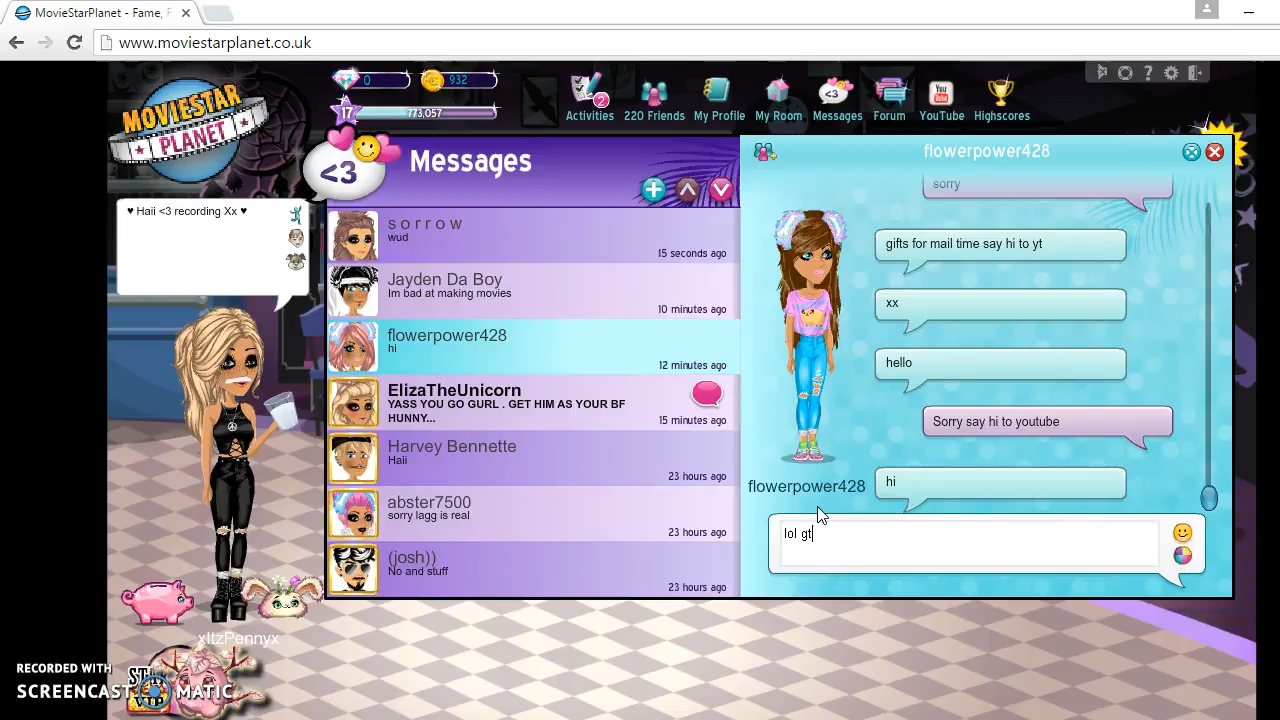 MovieStarPlanet - Fame, F
www.moviestarplanet.co.uk
MOVIESTAR
PLANET
0
932
17
773,057
Activities
2
220 Friends
My Profile
My Room
<3
Messages
Forum
You
Tube
YouTube
Highscores
?
<3
Messages
♥ Haii <3 recording Xx ♥
s o r r o w
wud
15 seconds ago
Jayden Da Boy
Im bad at making movies
10 minutes ago
flowerpower428
hi
12 minutes ago
ElizaTheUnicorn
YASS YOU GO GURL . GET HIM AS YOUR BF
HUNNY...
15 minutes ago
Harvey Bennette
Haii
23 hours ago
abster7500
sorry lagg is real
23 hours ago
(josh))
No and stuff
23 hours ago
flowerpower428
sorry
gifts for mail time say hi to yt
xx
hello
Sorry say hi to youtube
hi
flowerpower428
lol gt
xItzPennyx
VIP
RECORDED WITH
SCREENCAST MATIC